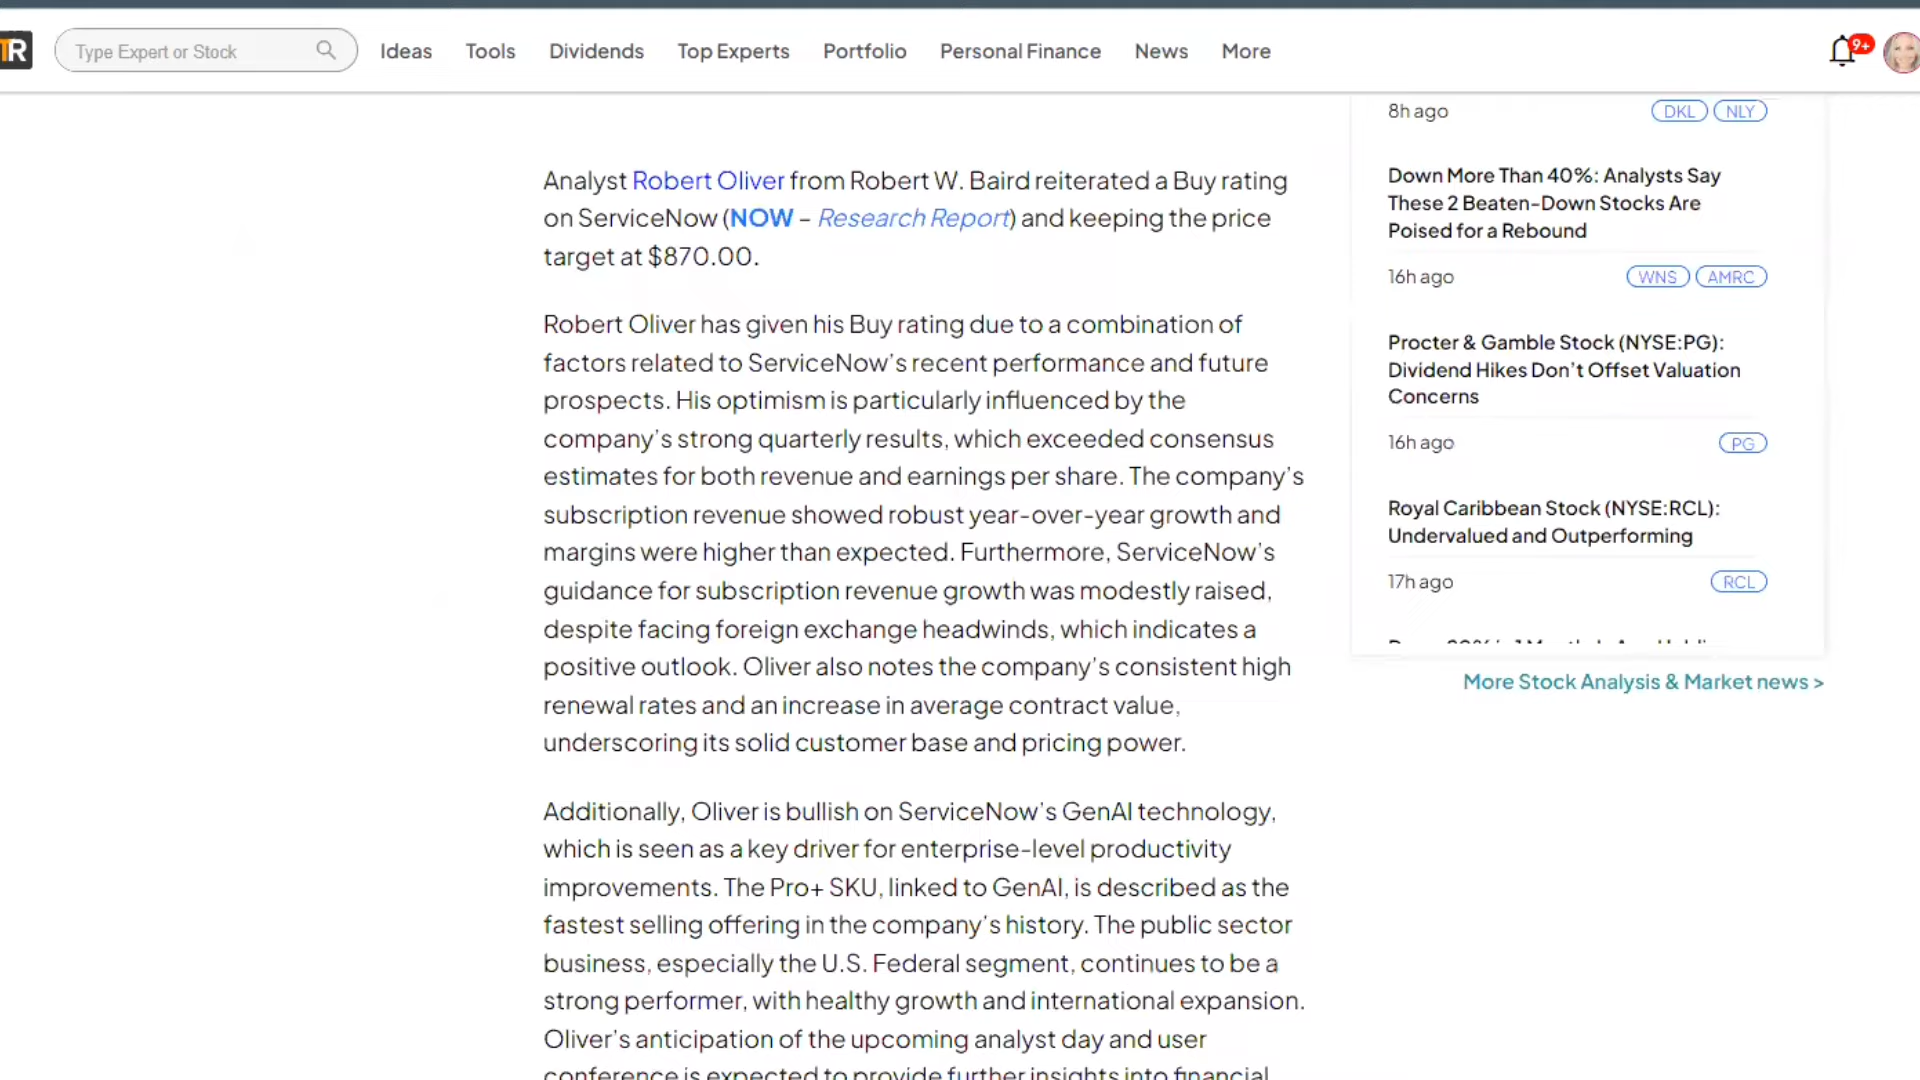 TR
Type Expert or Stock
Ideas
Tools
Dividends
Top Experts
Portfolio
Personal Finance
News
More
9+
Analyst Robert Oliver from Robert W. Baird reiterated a Buy rating
on ServiceNow (NOW – Research Report) and keeping the price
target at $870.00.
Robert Oliver has given his Buy rating due to a combination of
factors related to ServiceNow’s recent performance and future
prospects. His optimism is particularly influenced by the
company’s strong quarterly results, which exceeded consensus
estimates for both revenue and earnings per share. The company’s
subscription revenue showed robust year-over-year growth and
margins were higher than expected. Furthermore, ServiceNow’s
guidance for subscription revenue growth was modestly raised,
despite facing foreign exchange headwinds, which indicates a
positive outlook. Oliver also notes the company’s consistent high
renewal rates and an increase in average contract value,
underscoring its solid customer base and pricing power.
Additionally, Oliver is bullish on ServiceNow’s GenAI technology,
which is seen as a key driver for enterprise-level productivity
improvements. The Pro+ SKU, linked to GenAI, is described as the
fastest selling offering in the company’s history. The public sector
business, especially the U.S. Federal segment, continues to be a
strong performer, with healthy growth and international expansion.
Oliver’s anticipation of the upcoming analyst day and user
conference is expected to provide further insights into financial
8h ago
DKL NLY
Down More Than 40%: Analysts Say
These 2 Beaten-Down Stocks Are
Poised for a Rebound
16h ago
WNS AMRC
Procter & Gamble Stock (NYSE:PG):
Dividend Hikes Don’t Offset Valuation
Concerns
16h ago
PG
Royal Caribbean Stock (NYSE:RCL):
Undervalued and Outperforming
17h ago
RCL
More Stock Analysis & Market news >